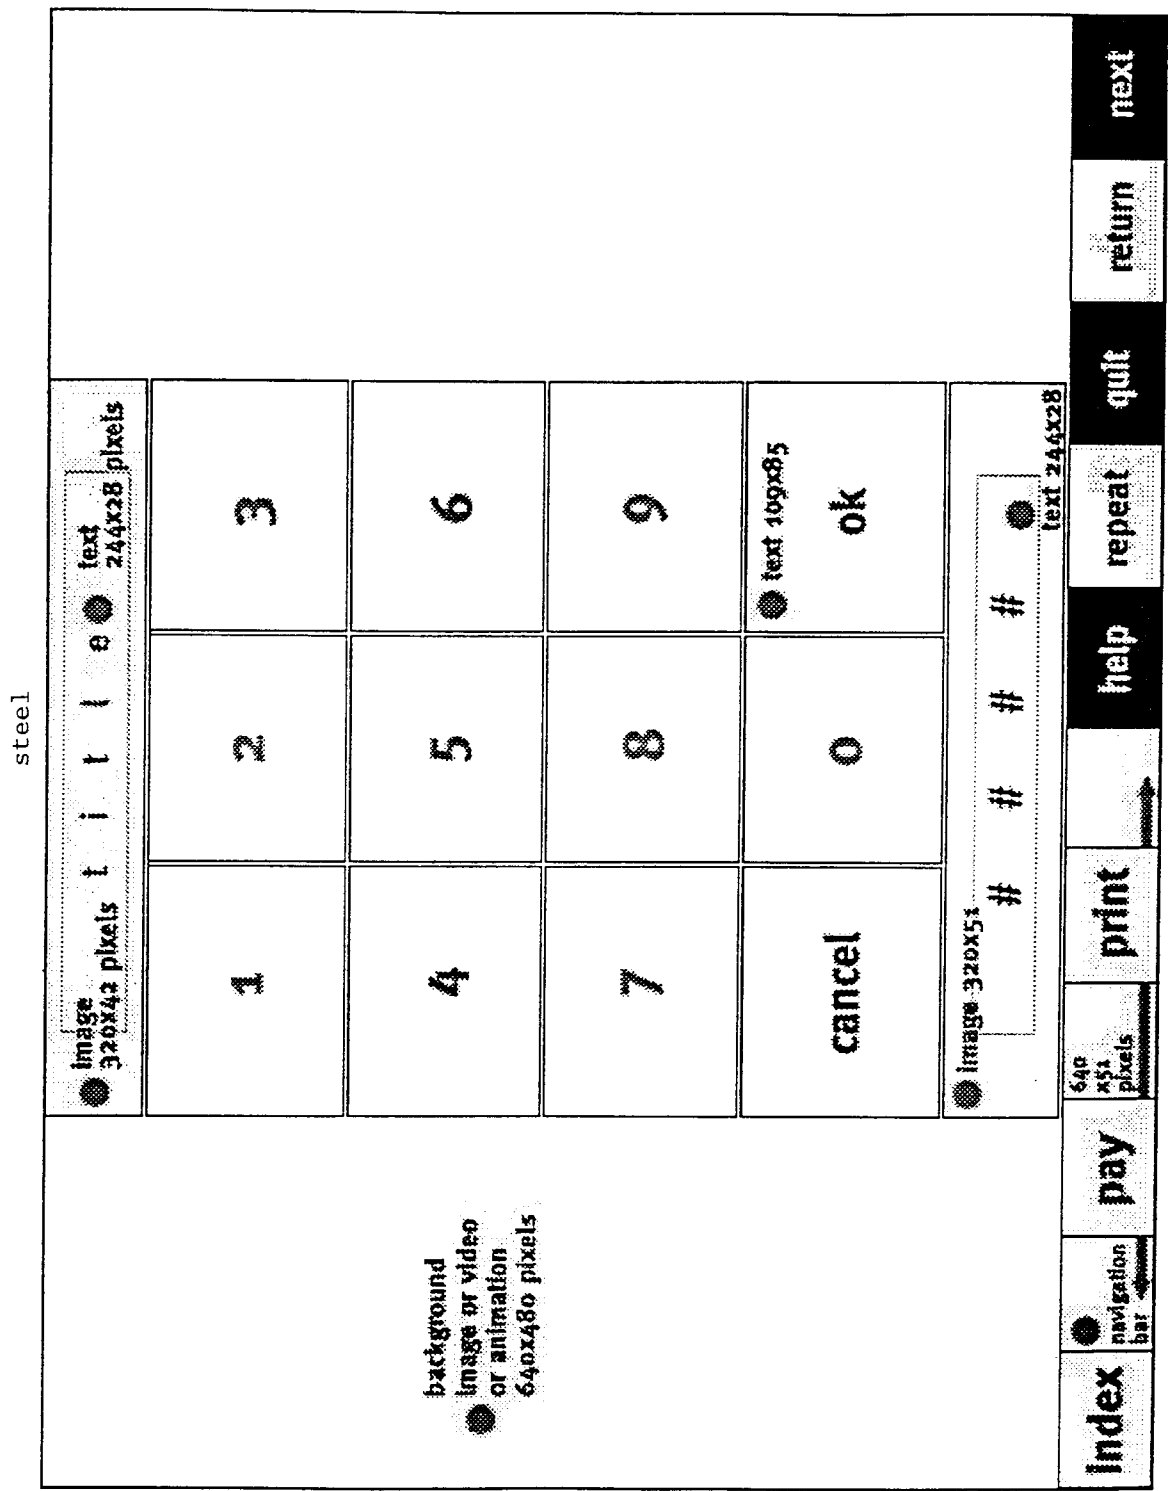 steel
image
320x42 pixels
t i t l e
text
244x28 pixels
1 2 3
4 5 6
7 8 9
cancel 0 ok
text 109x85
image 320x51
# # # #
text 244x28
background
image or video
or animation
640x480 pixels
index
navigation
bar
pay
640
x51
pixels
print
help
repeat
quit
return
next